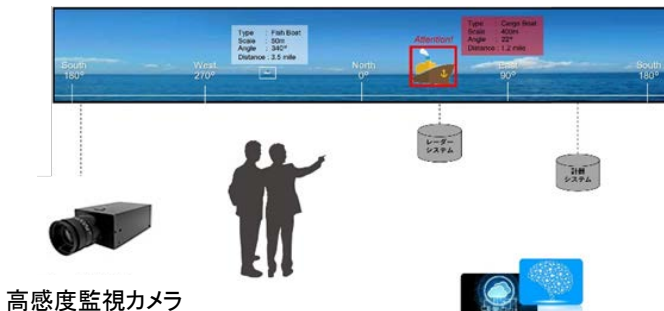 Type : Fish Boat
Scale : 50m
Angle : 340°
Distance : 3.5 mile
Attention!
Type : Cargo Boat
Scale : 400m
Angle : 22°
Distance : 1.2 mile
South
180°
West
270°
North
0°
East
90°
South
180°
レーダー
システム
計測
システム
高感度監視カメラ